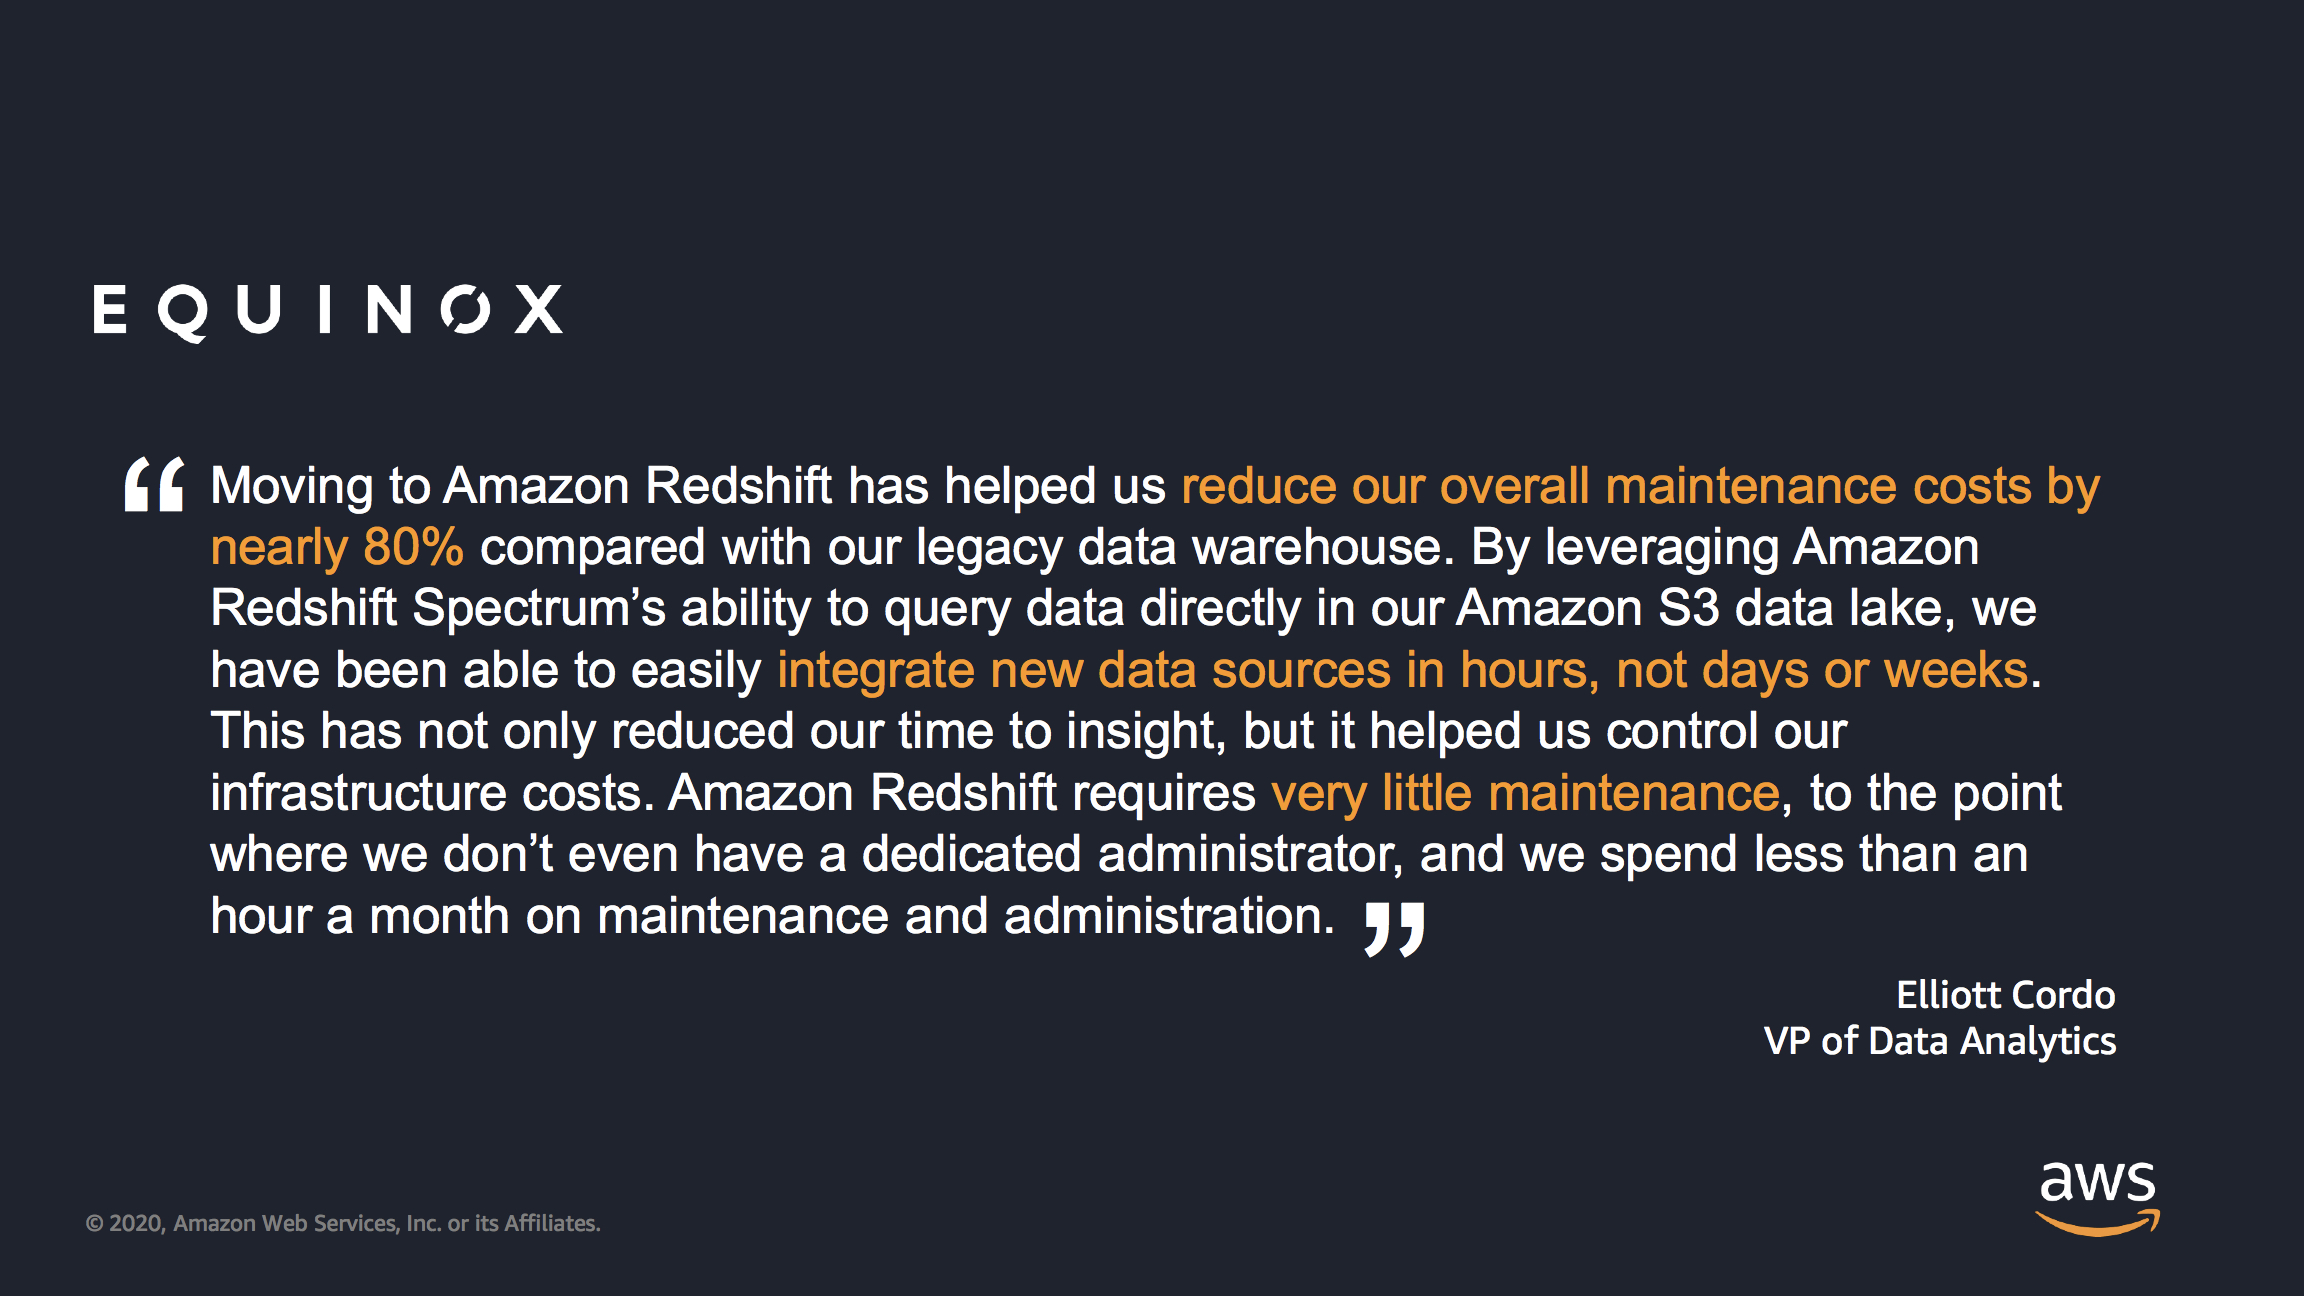 EQUINOX
“ Moving to Amazon Redshift has helped us reduce our overall maintenance costs by
nearly 80% compared with our legacy data warehouse. By leveraging Amazon
Redshift Spectrum’s ability to query data directly in our Amazon S3 data lake, we
have been able to easily integrate new data sources in hours, not days or weeks.
This has not only reduced our time to insight, but it helped us control our
infrastructure costs. Amazon Redshift requires very little maintenance, to the point
where we don’t even have a dedicated administrator, and we spend less than an
hour a month on maintenance and administration. ”
Elliott Cordo
VP of Data Analytics
© 2020, Amazon Web Services, Inc. or its Affiliates.
aws